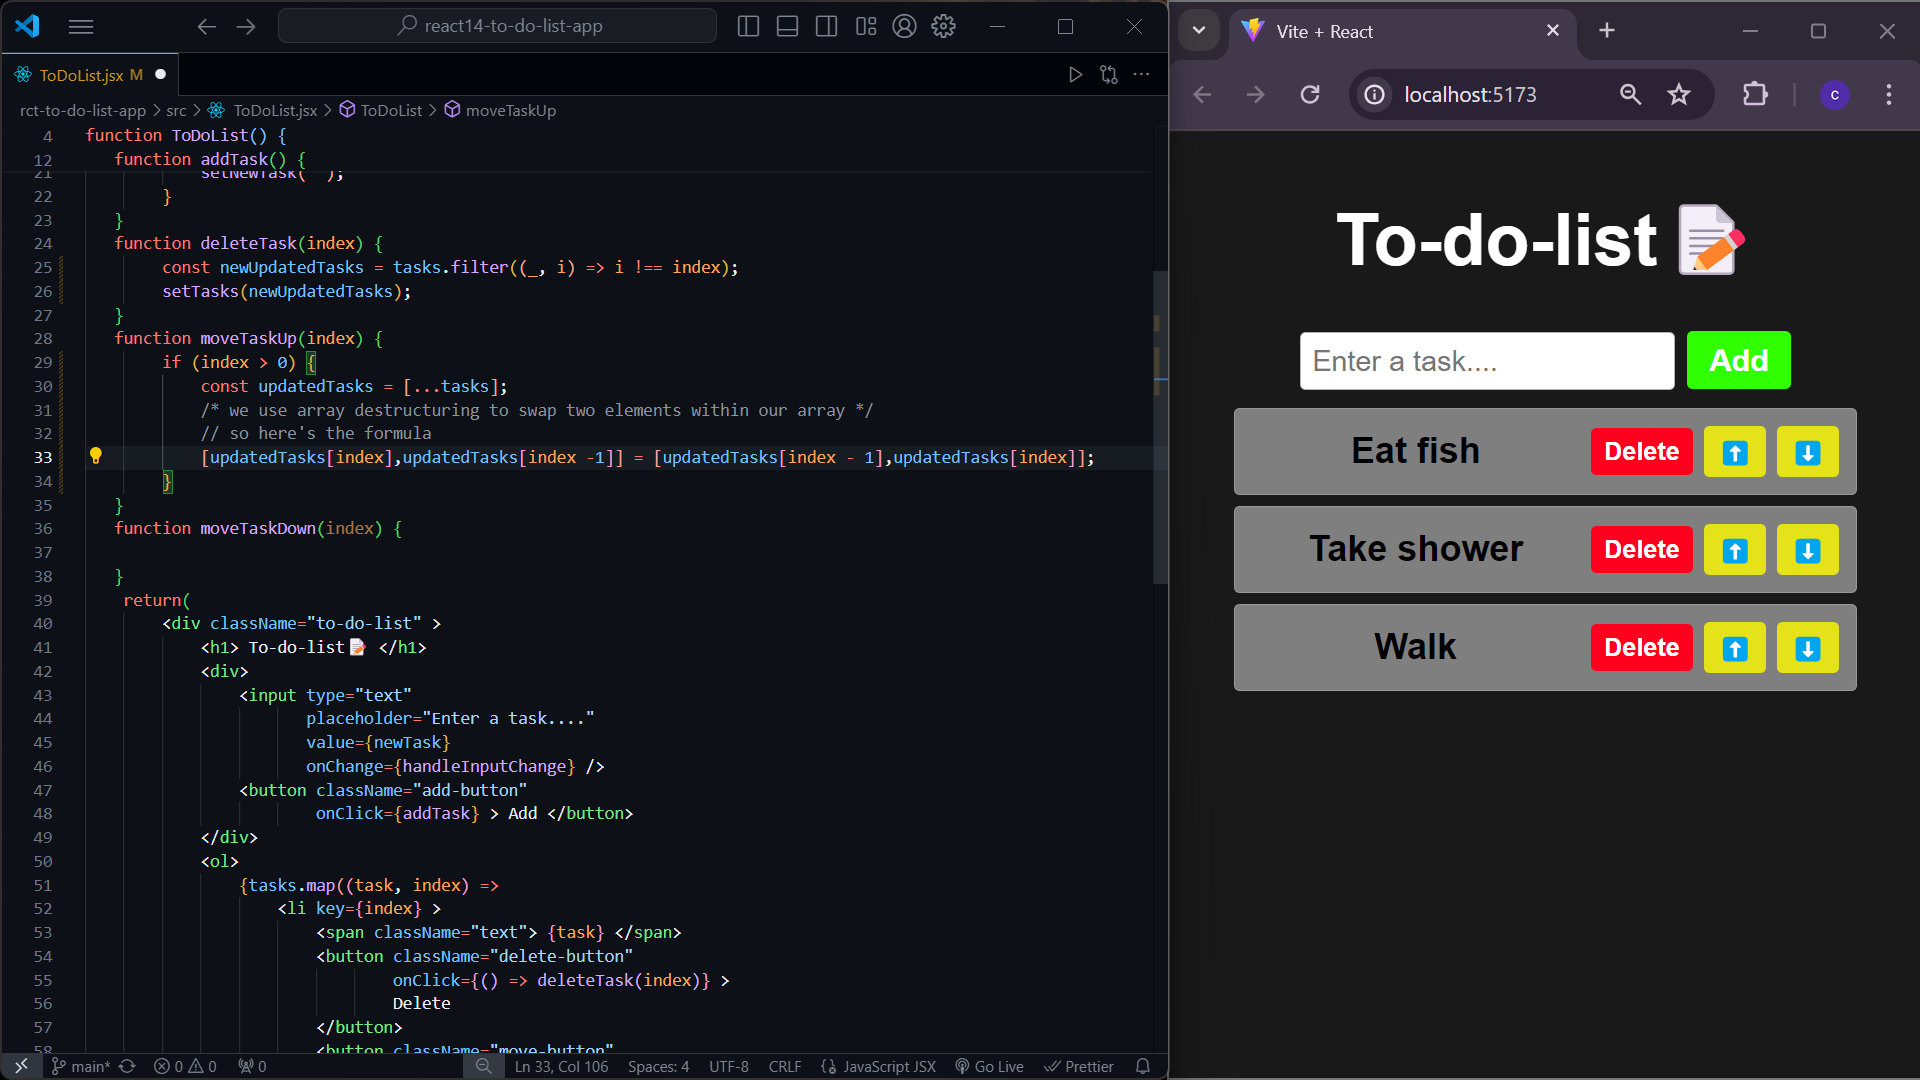 react14-to-do-list-app
ToDoList.jsx M
rct-to-do-list-app > src > ToDoList.jsx > ToDoList > moveTaskUp
4 function ToDoList() {
12 function addTask() {
21 setNewTask(" ");
22 }
23 }
24 function deleteTask(index) {
25 const newUpdatedTasks = tasks.filter((_, i) => i !== index);
26 setTasks(newUpdatedTasks);
27 }
28 function moveTaskUp(index) {
29 if (index > 0) {
30 const updatedTasks = [...tasks];
31 /* we use array destructuring to swap two elements within our array */
32 // so here's the formula
33 [updatedTasks[index],updatedTasks[index -1]] = [updatedTasks[index - 1],updatedTasks[index]];
34 }
35 }
36 function moveTaskDown(index) {
37
38 }
39 return(
40 <div className="to-do-list" >
41 <h1> To-do-list📝 </h1>
42 <div>
43 <input type="text"
44 placeholder="Enter a task...."
45 value={newTask}
46 onChange={handleInputChange} />
47 <button className="add-button"
48 onClick={addTask} > Add </button>
49 </div>
50 <ol>
51 {tasks.map((task, index) =>
52 <li key={index} >
53 <span className="text"> {task} </span>
54 <button className="delete-button"
55 onClick={() => deleteTask(index)} >
56 Delete
57 </button>
58 <button className="move-button"
main* 0 0 0 Ln 33, Col 106 Spaces: 4 UTF-8 CRLF JavaScript JSX Go Live Prettier
Vite + React
localhost:5173
c
To-do-list 📝
Enter a task.... Add
Eat fish Delete ⬆ ⬇
Take shower Delete ⬆ ⬇
Walk Delete ⬆ ⬇